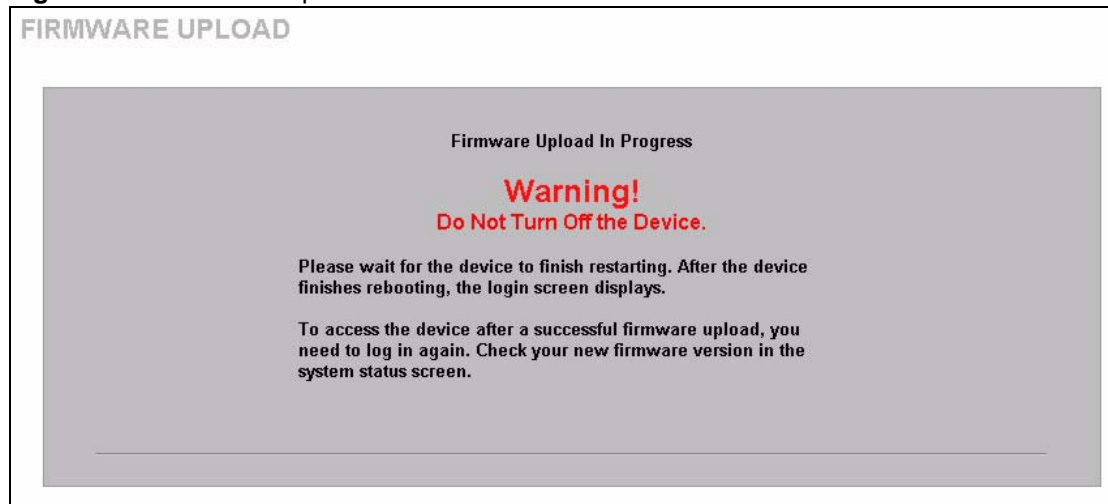 FIRMWARE UPLOAD
Firmware Upload In Progress
Warning!
Do Not Turn Off the Device.
Please wait for the device to finish restarting. After the device
finishes rebooting, the login screen displays.
To access the device after a successful firmware upload, you
need to log in again. Check your new firmware version in the
system status screen.